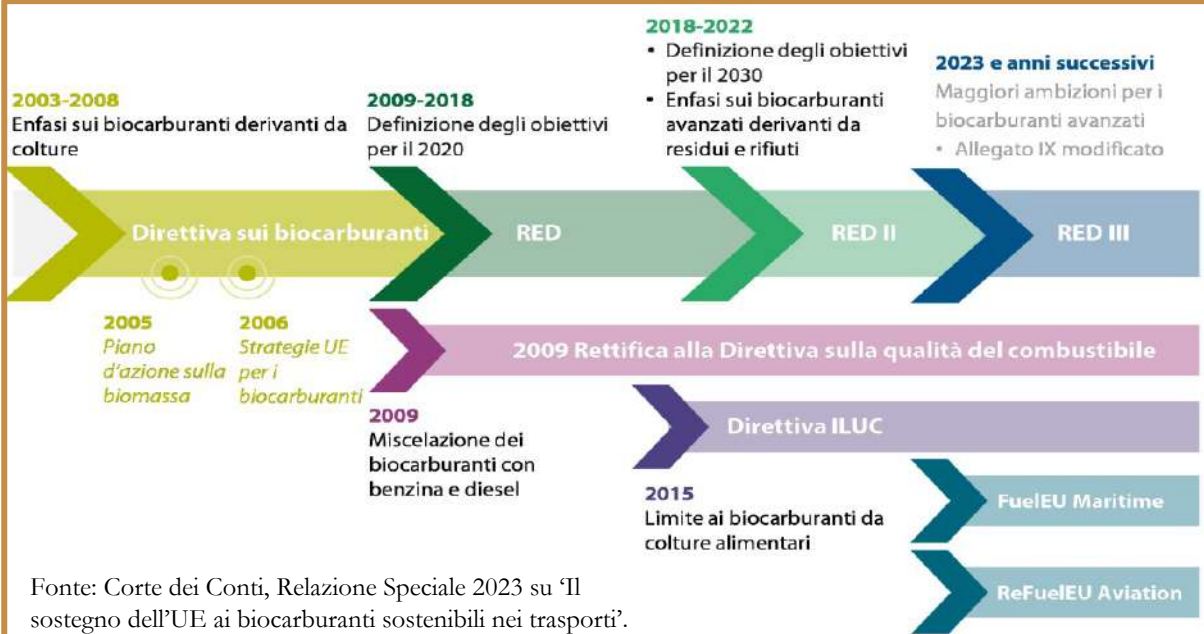 2003-2008
Enfasi sui biocarburanti derivanti da
colture
2009-2018
Definizione degli obiettivi
per il 2020
2018-2022
• Definizione degli obiettivi
per il 2030
• Enfasi sui biocarburanti
avanzati derivanti da
residui e rifiuti
2023 e anni successivi
Maggiori ambizioni per i
biocarburanti avanzati
• Allegato IX modificato
Direttiva sui biocarburanti
RED
RED II
RED III
2005
Piano
d'azione sulla
biomassa
2006
Strategie UE
per i
biocarburanti
2009 Rettifica alla Direttiva sulla qualità del combustibile
2009
Miscelazione dei
biocarburanti con
benzina e diesel
Direttiva ILUC
2015
Limite ai biocarburanti da
colture alimentari
FuelEU Maritime
ReFuelEU Aviation
Fonte: Corte dei Conti, Relazione Speciale 2023 su ‘Il
sostegno dell’UE ai biocarburanti sostenibili nei trasporti’.